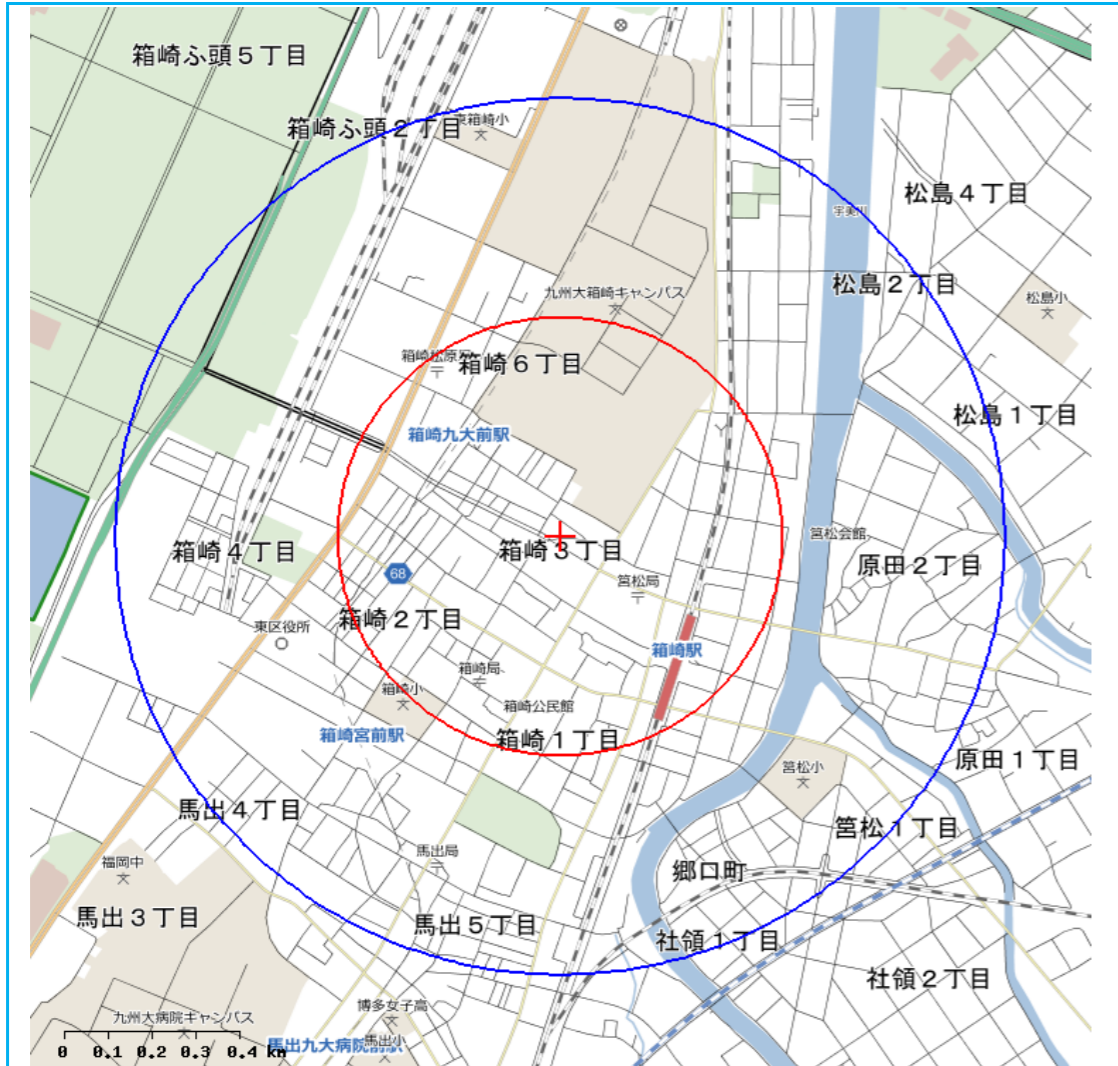 箱崎ふ頭５丁目
箱崎ふ頭２丁目
東箱崎小
松島４丁目
宇美川
松島２丁目
九州大箱崎キャンパス
松島小
箱崎６丁目
松島１丁目
箱崎九大前駅
箱崎３丁目
筥松会館
箱崎４丁目
原田２丁目
68
筥松局
箱崎２丁目
東区役所
箱崎駅
箱崎局
箱崎小
箱崎公民館
箱崎宮前駅
箱崎１丁目
原田１丁目
筥松小
馬出４丁目
筥松１丁目
馬出局
福岡中
郷口町
馬出３丁目
馬出５丁目
社領１丁目
社領２丁目
博多女子高
九州大病院キャンパス
馬出小
馬出九大病院前駅
0 0.1 0.2 0.3 0.4 km